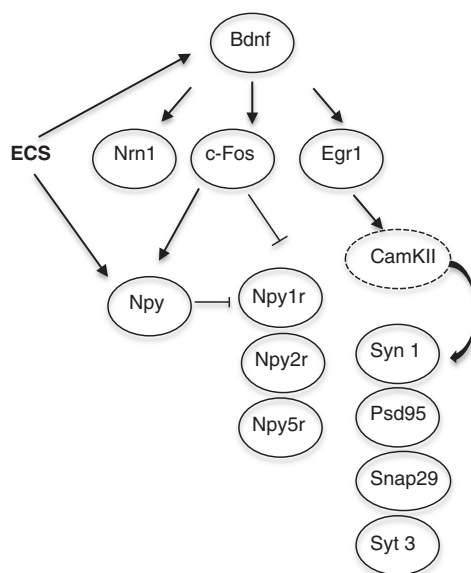 Bdnf
ECS
Nrn1
c-Fos
Egr1
CamKII
Npy
Npy1r
Npy2r
Npy5r
Syn 1
Psd95
Snap29
Syt 3